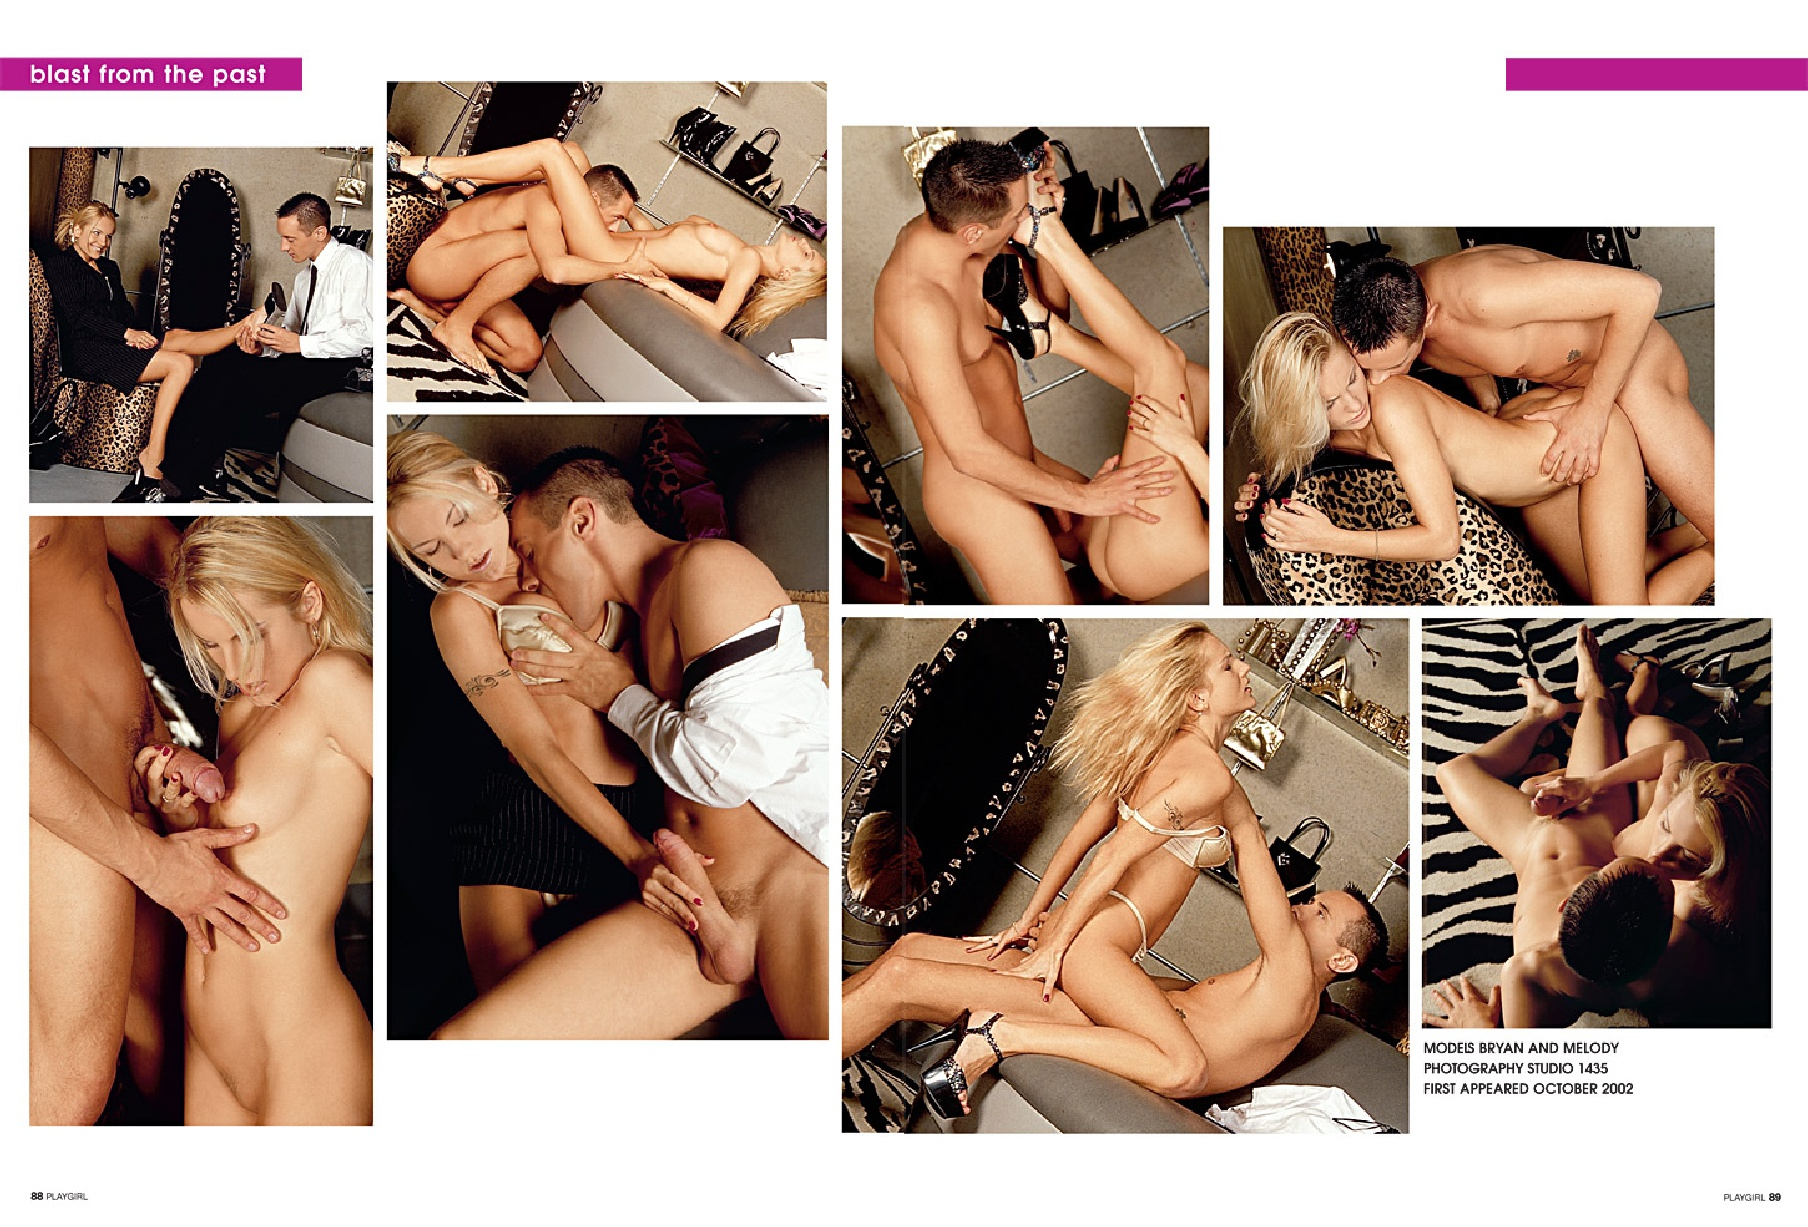 blast from the past
MODELS BRYAN AND MELODY
PHOTOGRAPHY STUDIO 1435
FIRST APPEARED OCTOBER 2002
88 PLAYGIRL
PLAYGIRL 89